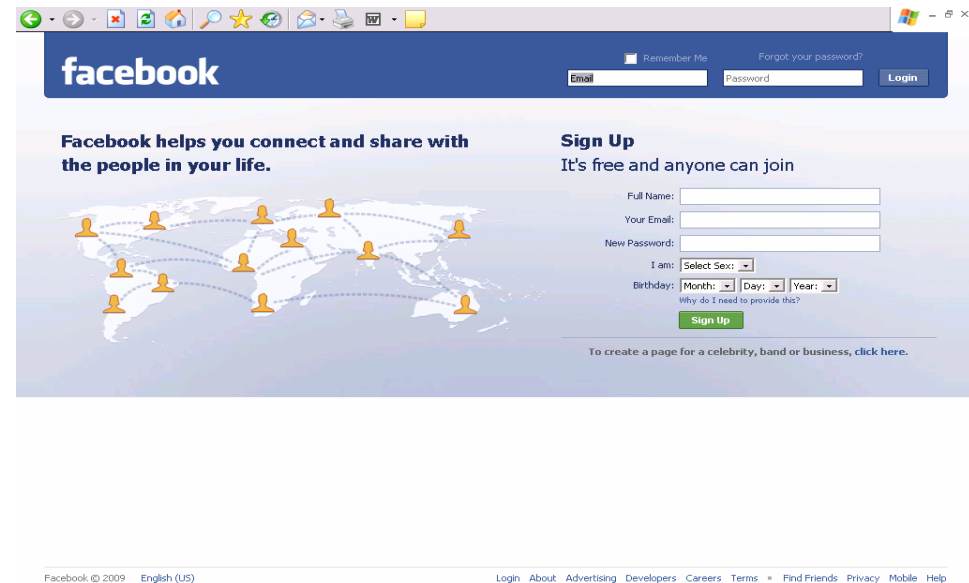 Remember Me Forgot your password?
facebook
Email Password Login
Facebook helps you connect and share with
the people in your life.
Sign Up
It's free and anyone can join
Full Name:
Your Email:
New Password:
I am: Select Sex:
Birthday: Month: Day: Year:
Why do I need to provide this?
Sign Up
To create a page for a celebrity, band or business, click here.
Facebook © 2009 English (US) Login About Advertising Developers Careers Terms Find Friends Privacy Mobile Help